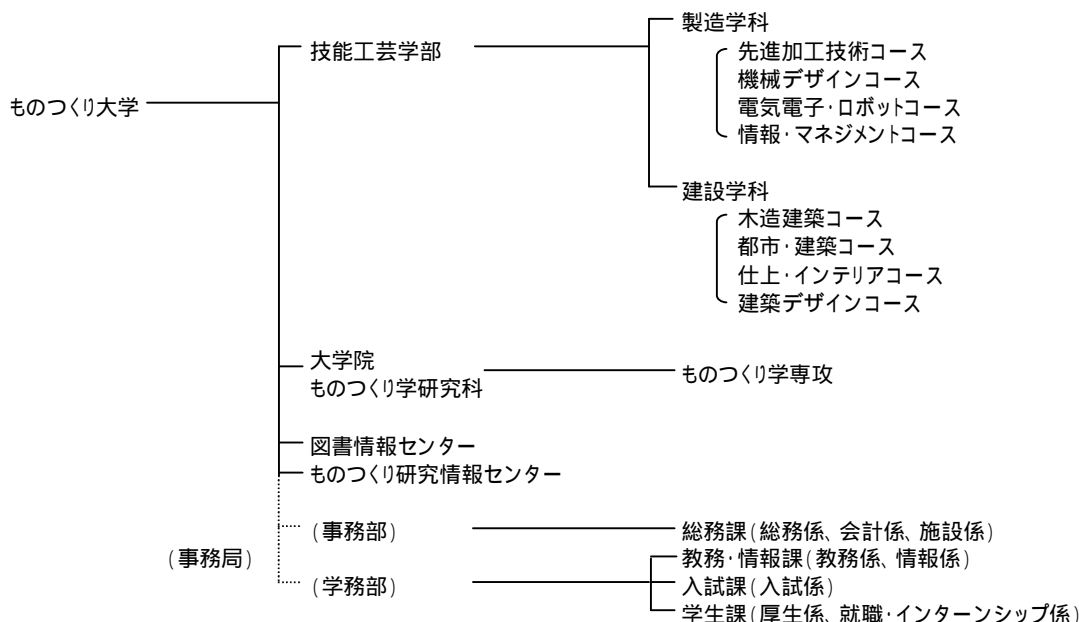 ものつくり大学
技能工芸学部
製造学科
先進加工技術コース
機械デザインコース
電気電子・ロボットコース
情報・マネジメントコース
建設学科
木造建築コース
都市・建築コース
仕上・インテリアコース
建築デザインコース
大学院
ものつくり学研究科
ものつくり学専攻
図書情報センター
ものつくり研究情報センター
(事務局)
(事務部)
総務課(総務係、会計係、施設係)
(学務部)
教務・情報課(教務係、情報係)
入試課(入試係)
学生課(厚生係、就職・インターンシップ係)